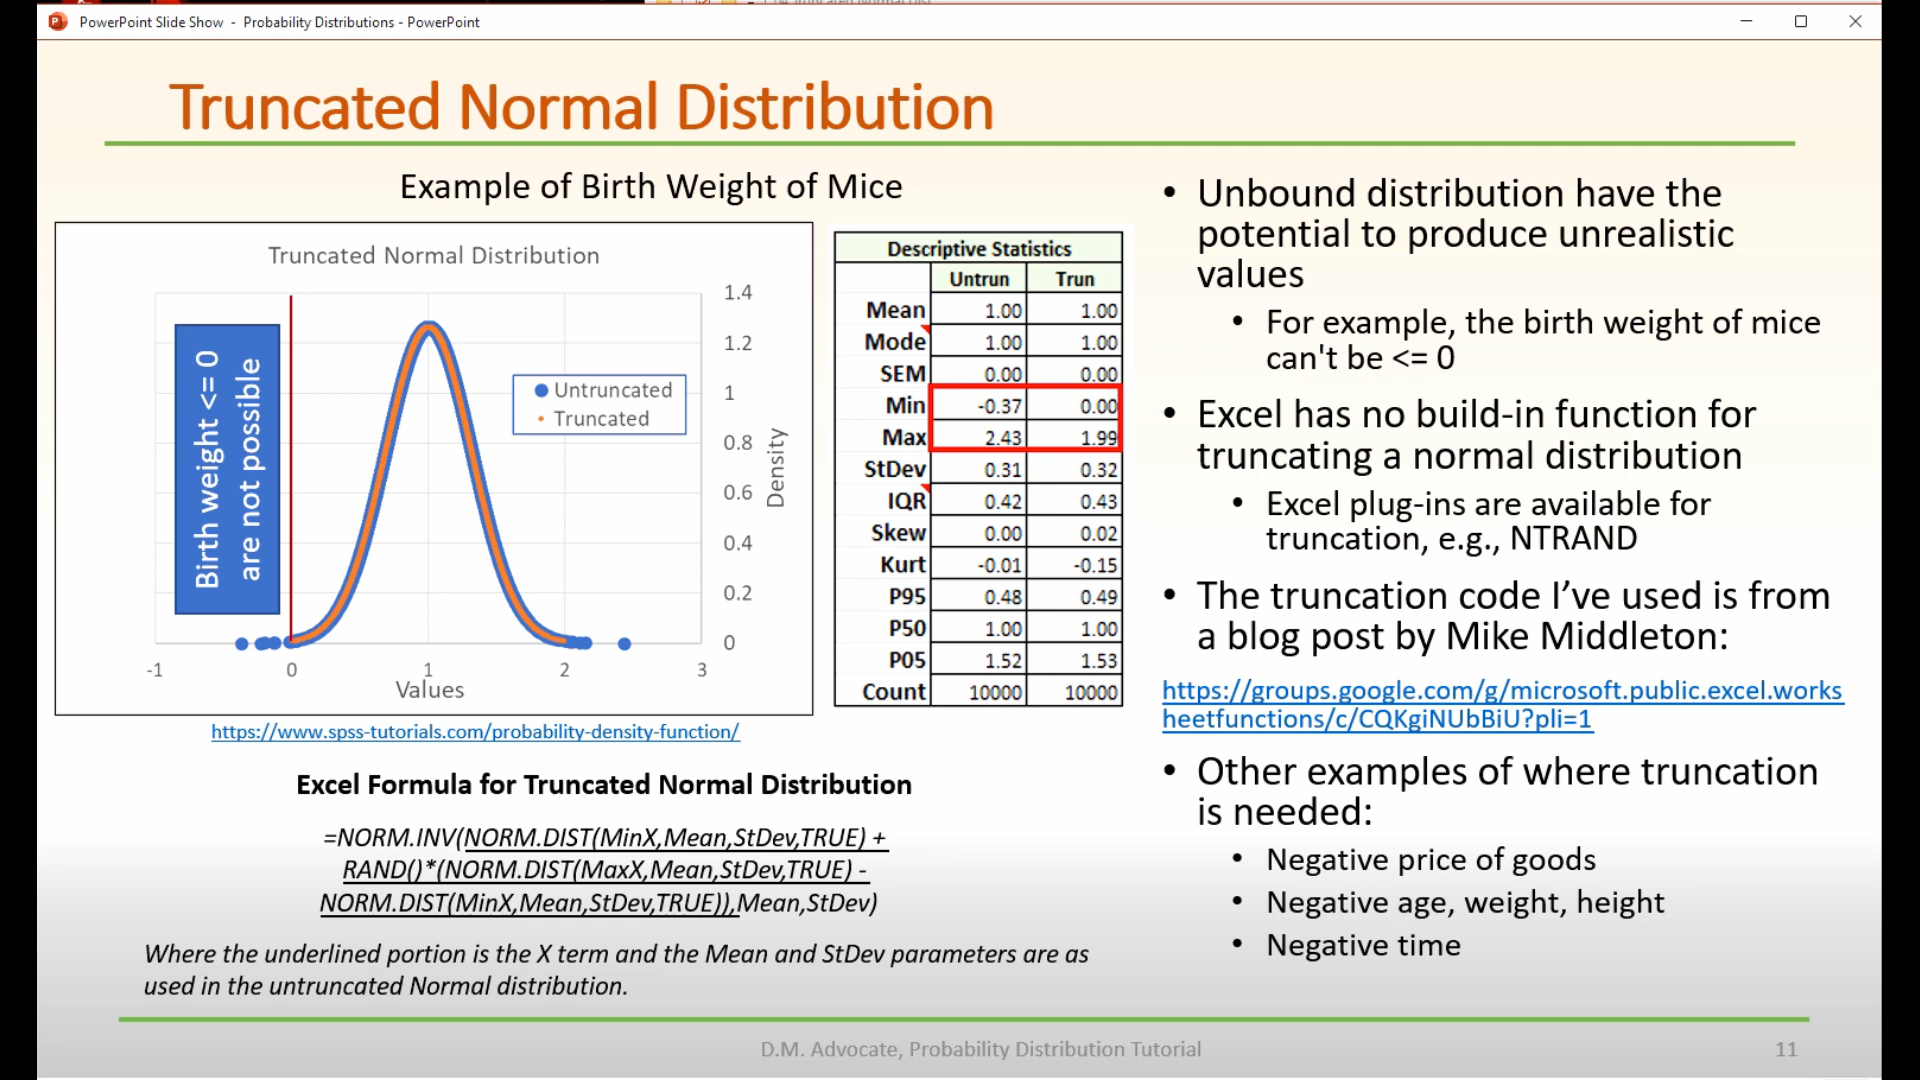 PowerPoint Slide Show - Probability Distributions - PowerPoint
Truncated Normal Distribution
Example of Birth Weight of Mice
Truncated Normal Distribution
Birth weight <= 0
are not possible
1.4
1.2
1
0.8
0.6
0.4
0.2
0
Density
Untruncated
Truncated
-1 0 1 2 3
Values
https://www.spss-tutorials.com/probability-density-function/
Descriptive Statistics
Untrun Trun
Mean 1.00 1.00
Mode 1.00 1.00
SEM 0.00 0.00
Min -0.37 0.00
Max 2.43 1.99
StDev 0.31 0.32
IQR 0.42 0.43
Skew 0.00 0.02
Kurt -0.01 -0.15
P95 0.48 0.49
P50 1.00 1.00
P05 1.52 1.53
Count 10000 10000
Excel Formula for Truncated Normal Distribution
=NORM.INV(NORM.DIST(MinX,Mean,StDev,TRUE) +
RAND()*(NORM.DIST(MaxX,Mean,StDev,TRUE) -
NORM.DIST(MinX,Mean,StDev,TRUE)),Mean,StDev)
Where the underlined portion is the X term and the Mean and StDev parameters are as
used in the untruncated Normal distribution.
• Unbound distribution have the
potential to produce unrealistic
values
• For example, the birth weight of mice
can't be <= 0
• Excel has no build-in function for
truncating a normal distribution
• Excel plug-ins are available for
truncation, e.g., NTRAND
• The truncation code I’ve used is from
a blog post by Mike Middleton:
https://groups.google.com/g/microsoft.public.excel.works
heetfunctions/c/CQKgiNUbBiU?pli=1
• Other examples of where truncation
is needed:
• Negative price of goods
• Negative age, weight, height
• Negative time
D.M. Advocate, Probability Distribution Tutorial
11